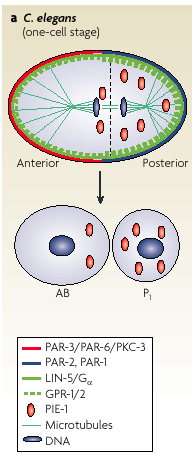 a C. elegans
(one-cell stage)
Anterior Posterior
AB P1
PAR-3/PAR-6/PKC-3
PAR-2, PAR-1
LIN-5/Gα
GPR-1/2
PIE-1
Microtubules
DNA